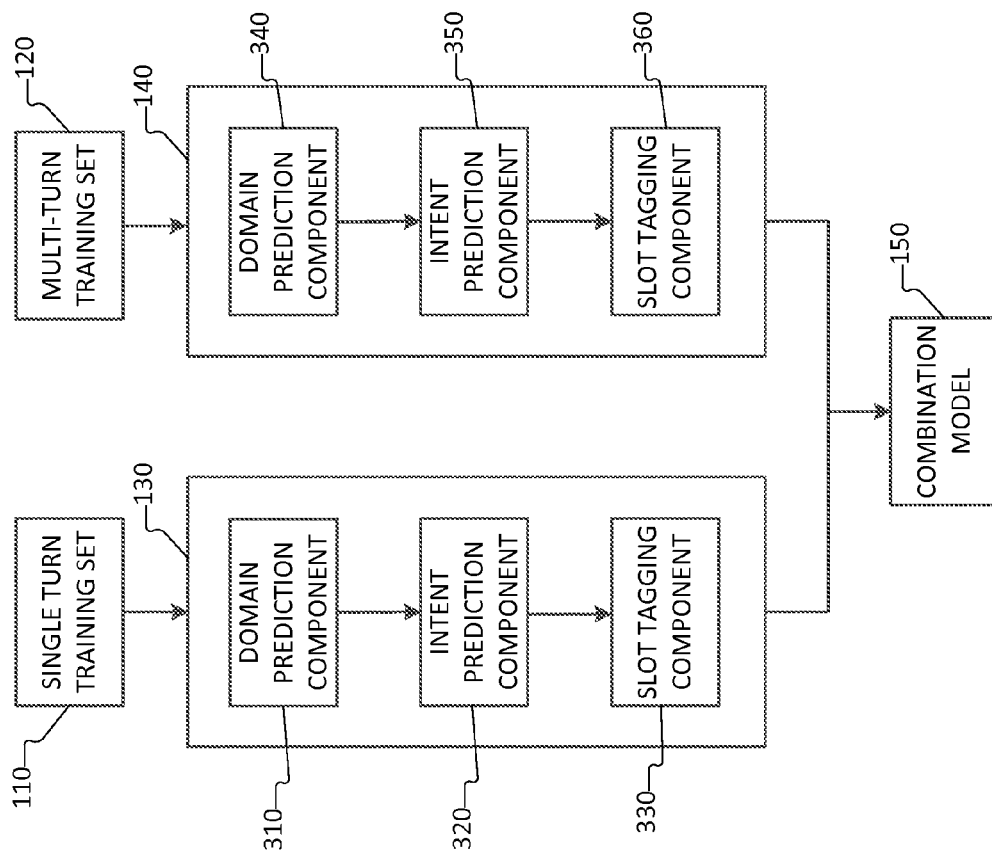 110
SINGLE TURN
TRAINING SET
MULTI-TURN
TRAINING SET
120
130
140
310
DOMAIN
PREDICTION
COMPONENT
DOMAIN
PREDICTION
COMPONENT
340
320
INTENT
PREDICTION
COMPONENT
INTENT
PREDICTION
COMPONENT
350
330
SLOT TAGGING
COMPONENT
SLOT TAGGING
COMPONENT
360
150
COMBINATION
MODEL